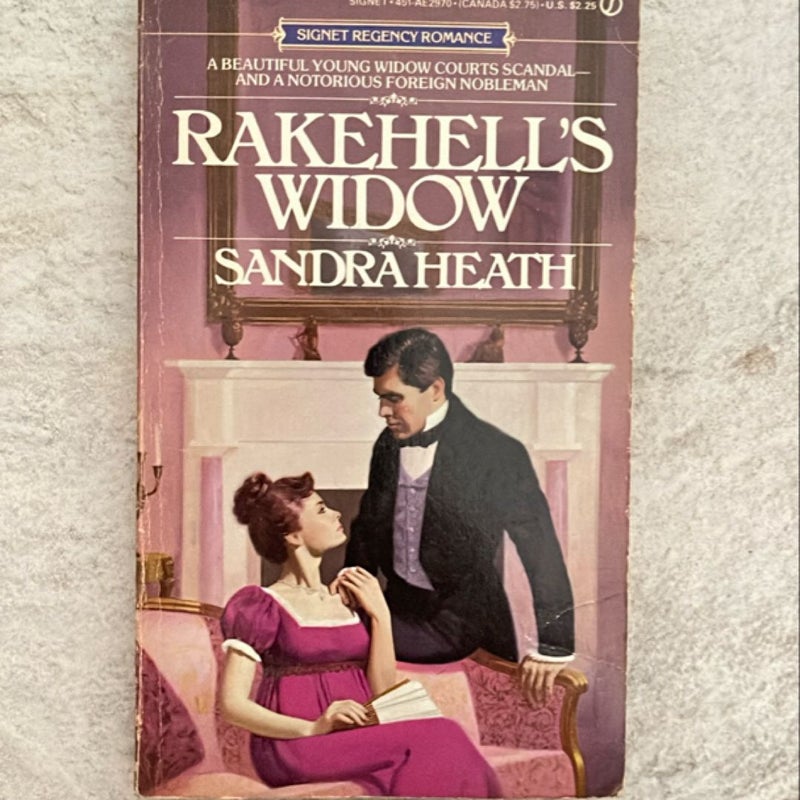 SIGNET • 451-AE2970 • (CANADA $2.75) • U.S. $2.25
SIGNET REGENCY ROMANCE
A BEAUTIFUL YOUNG WIDOW COURTS SCANDAL—
AND A NOTORIOUS FOREIGN NOBLEMAN
RAKEHELL'S
WIDOW
SANDRA HEATH